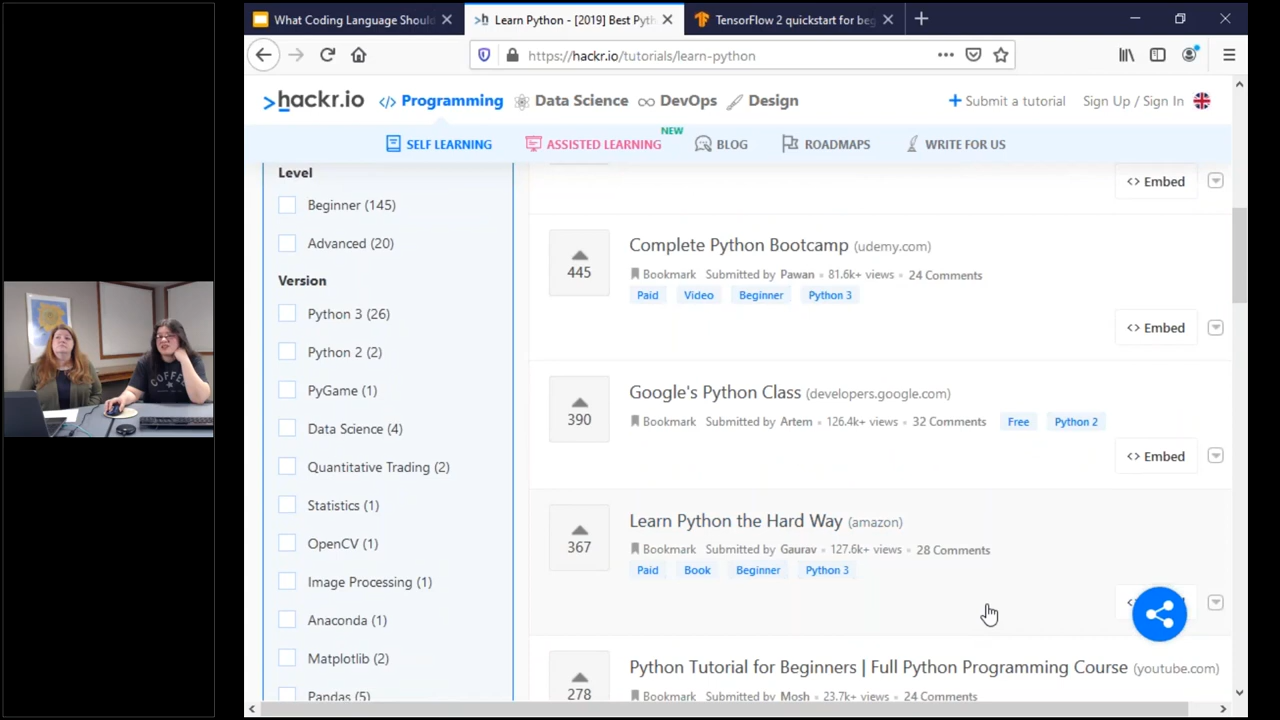 What Coding Language Shoul
Learn Python - [2019] Best Pyth
TensorFlow 2 quickstart for beg
https://hackr.io/tutorials/learn-python
hackr.io
</> Programming
Data Science
DevOps
Design
+ Submit a tutorial
Sign Up / Sign In
SELF LEARNING
ASSISTED LEARNING
NEW
BLOG
ROADMAPS
WRITE FOR US
Level
Beginner (145)
Advanced (20)
Version
Python 3 (26)
Python 2 (2)
PyGame (1)
Data Science (4)
Quantitative Trading (2)
Statistics (1)
OpenCV (1)
Image Processing (1)
Anaconda (1)
Matplotlib (2)
Pandas (5)
<> Embed
445
Complete Python Bootcamp (udemy.com)
Bookmark Submitted by Pawan • 81.6k+ views • 24 Comments
Paid Video Beginner Python 3
<> Embed
390
Google's Python Class (developers.google.com)
Bookmark Submitted by Artem • 126.4k+ views • 32 Comments Free Python 2
<> Embed
367
Learn Python the Hard Way (amazon)
Bookmark Submitted by Gaurav • 127.6k+ views • 28 Comments
Paid Book Beginner Python 3
278
Python Tutorial for Beginners | Full Python Programming Course (youtube.com)
Bookmark Submitted by Mosh • 23.7k+ views • 24 Comments
COFFEE